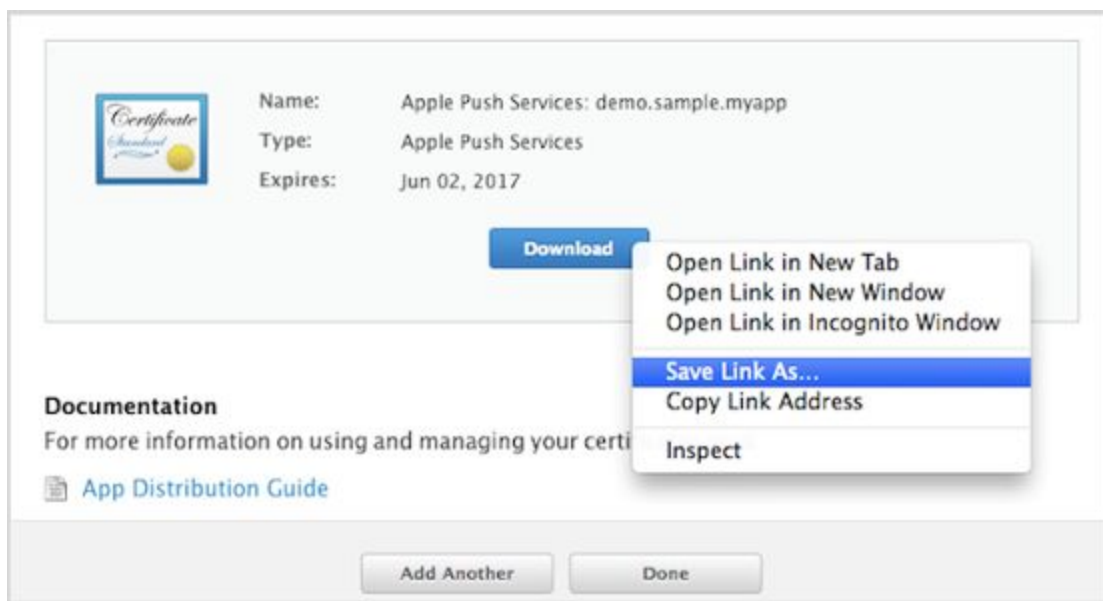 Certificate
Standard
Name: Apple Push Services: demo.sample.myapp
Type: Apple Push Services
Expires: Jun 02, 2017
Download
Open Link in New Tab
Open Link in New Window
Open Link in Incognito Window
Save Link As...
Copy Link Address
Inspect
Documentation
For more information on using and managing your certi
App Distribution Guide
Add Another
Done